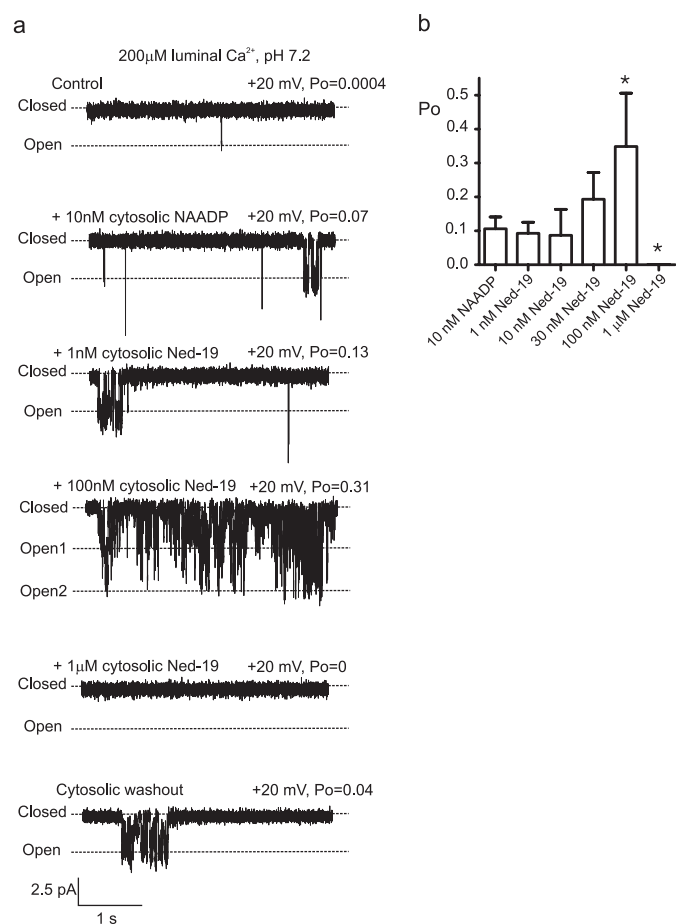 a
200μM luminal Ca²⁺, pH 7.2
Control +20 mV, Po=0.0004
Closed
Open
+ 10nM cytosolic NAADP +20 mV, Po=0.07
Closed
Open
+ 1nM cytosolic Ned-19 +20 mV, Po=0.13
Closed
Open
+ 100nM cytosolic Ned-19 +20 mV, Po=0.31
Closed
Open1
Open2
+ 1μM cytosolic Ned-19 +20 mV, Po=0
Closed
Open
Cytosolic washout +20 mV, Po=0.04
Closed
Open
2.5 pA
1 s
b
Po
0.5
0.4
0.3
0.2
0.1
0.0
*
*
10 nM NAADP
1 nM Ned-19
10 nM Ned-19
30 nM Ned-19
100 nM Ned-19
1 μM Ned-19